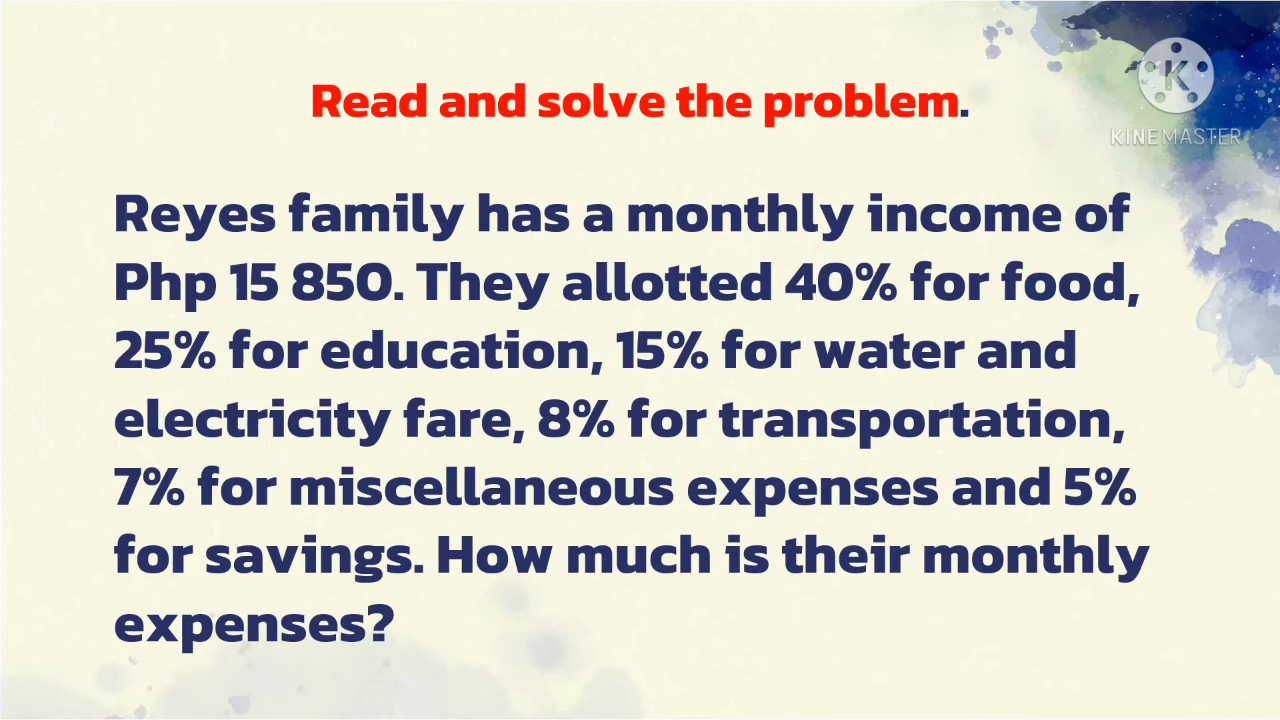 Read and solve the problem.
KINEMASTER
Reyes family has a monthly income of
Php 15 850. They allotted 40% for food,
25% for education, 15% for water and
electricity fare, 8% for transportation,
7% for miscellaneous expenses and 5%
for savings. How much is their monthly
expenses?